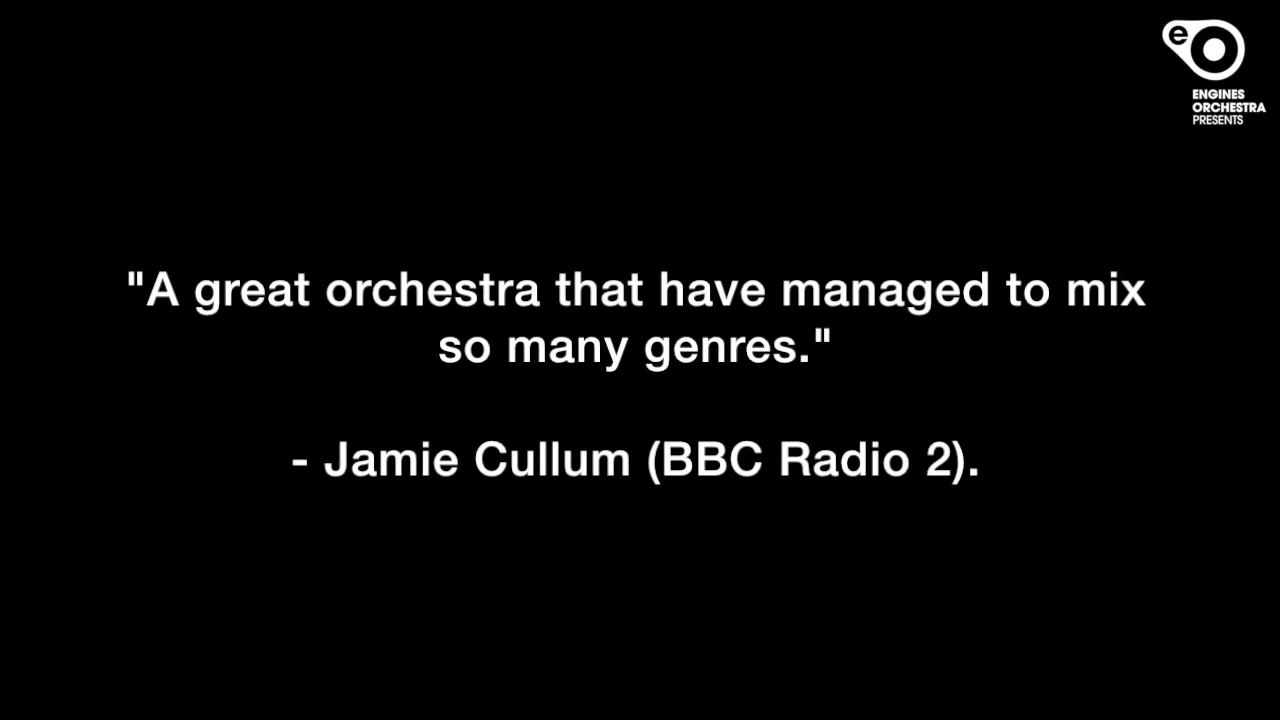 e
ENGINES
ORCHESTRA
PRESENTS
"A great orchestra that have managed to mix
so many genres."
- Jamie Cullum (BBC Radio 2).